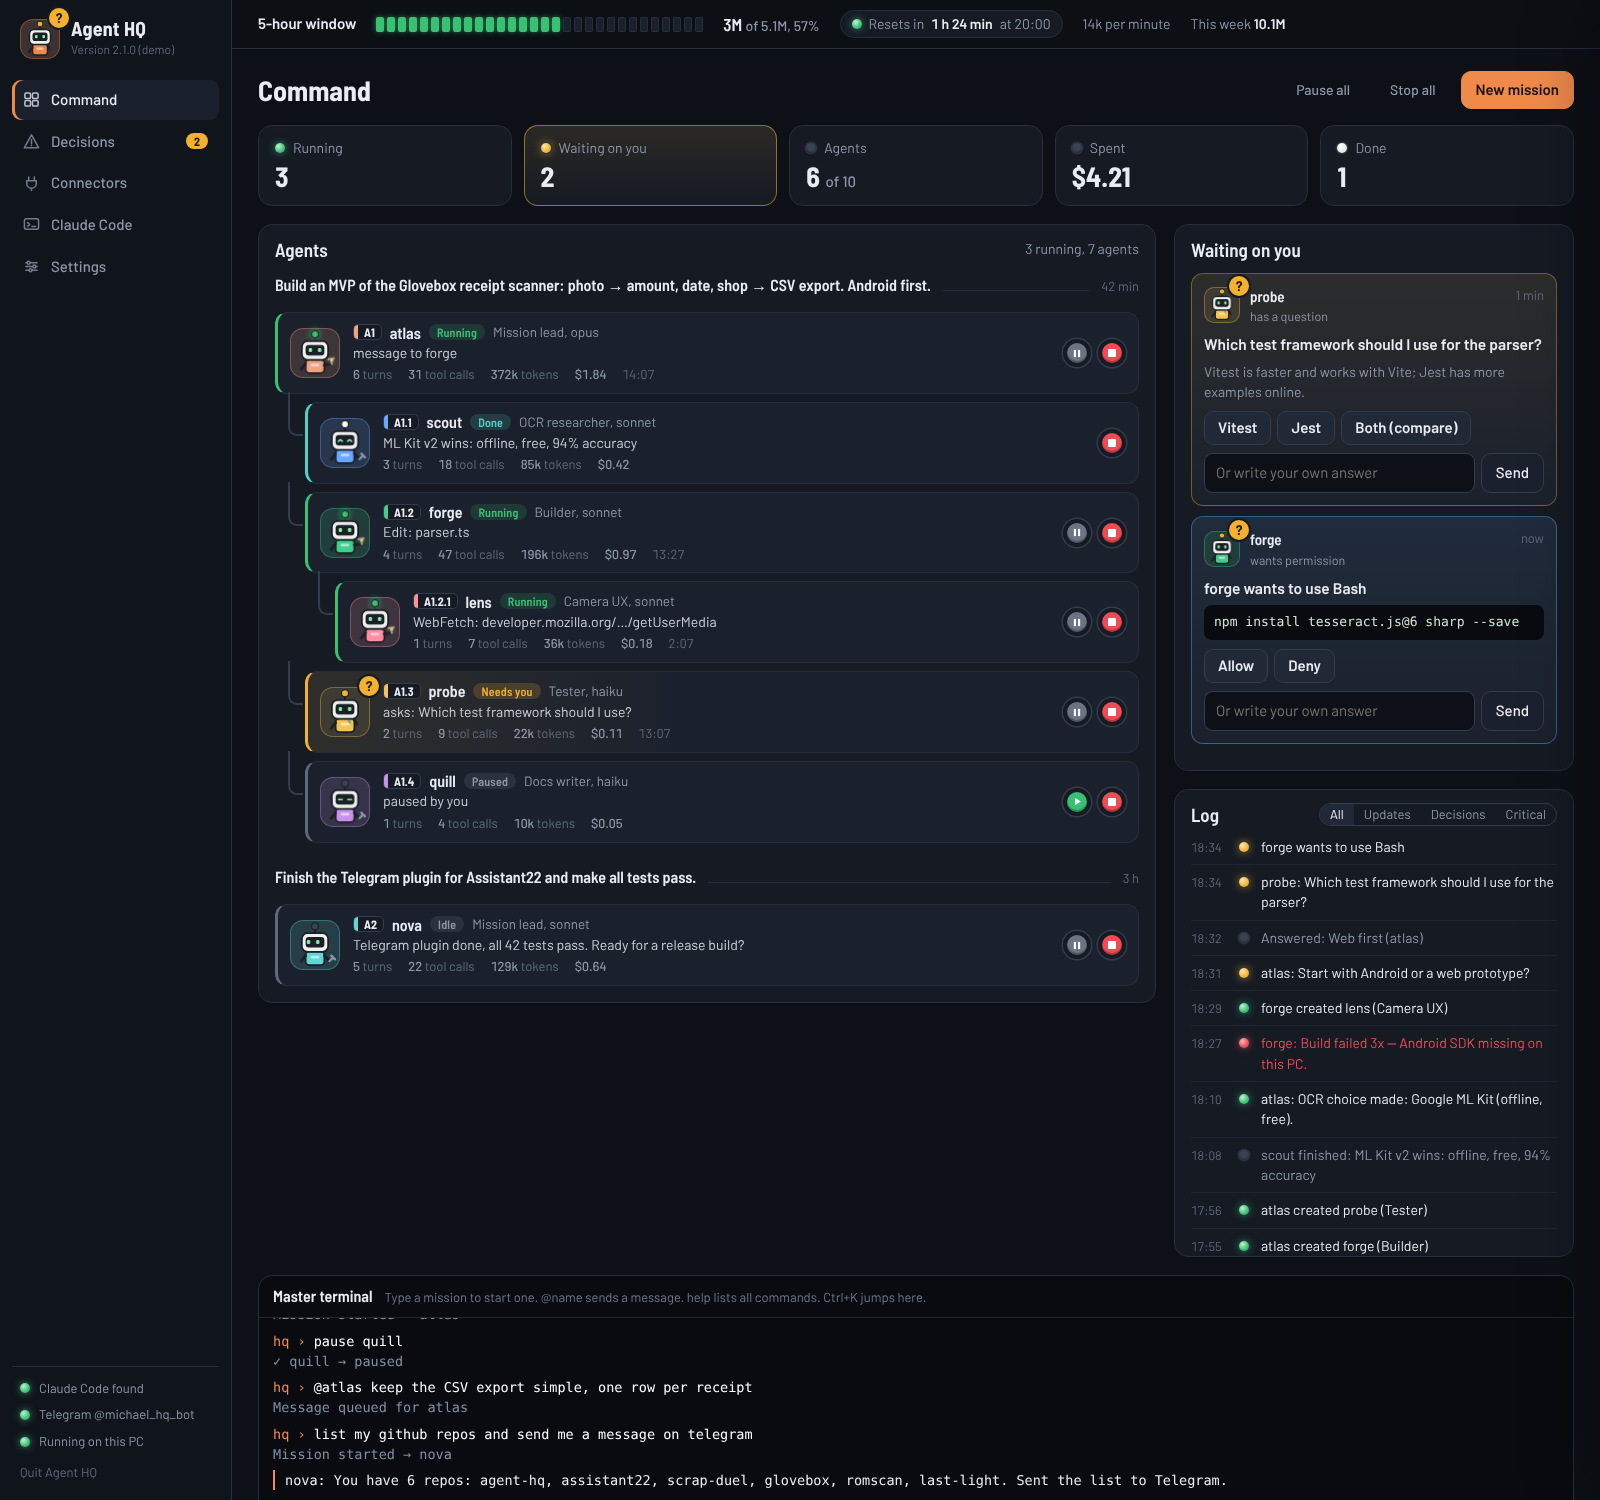 ?
Agent HQ
Version 2.1.0 (demo)
Command
Decisions
2
Connectors
Claude Code
Settings
Claude Code found
Telegram @michael_hq_bot
Running on this PC
Quit Agent HQ
5-hour window
3M of 5.1M, 57%
Resets in 1 h 24 min at 20:00
14k per minute
This week 10.1M
Command
Pause all
Stop all
New mission
Running
3
Waiting on you
2
Agents
6 of 10
Spent
$4.21
Done
1
Agents
3 running, 7 agents
Build an MVP of the Glovebox receipt scanner: photo → amount, date, shop → CSV export. Android first.
42 min
A1 atlas Running Mission lead, opus
message to forge
6 turns 31 tool calls 372k tokens $1.84 14:07
A1.1 scout Done OCR researcher, sonnet
ML Kit v2 wins: offline, free, 94% accuracy
3 turns 18 tool calls 85k tokens $0.42
A1.2 forge Running Builder, sonnet
Edit: parser.ts
4 turns 47 tool calls 196k tokens $0.97 13:27
A1.2.1 lens Running Camera UX, sonnet
WebFetch: developer.mozilla.org/…/getUserMedia
1 turns 7 tool calls 36k tokens $0.18 2:07
?
A1.3 probe Needs you Tester, haiku
asks: Which test framework should I use?
2 turns 9 tool calls 22k tokens $0.11 13:07
A1.4 quill Paused Docs writer, haiku
paused by you
1 turns 4 tool calls 10k tokens $0.05
Finish the Telegram plugin for Assistant22 and make all tests pass.
3 h
A2 nova Idle Mission lead, sonnet
Telegram plugin done, all 42 tests pass. Ready for a release build?
5 turns 22 tool calls 129k tokens $0.64
Waiting on you
?
probe
1 min
has a question
Which test framework should I use for the parser?
Vitest is faster and works with Vite; Jest has more
examples online.
Vitest
Jest
Both (compare)
Or write your own answer
Send
?
forge
now
wants permission
forge wants to use Bash
npm install tesseract.js@6 sharp --save
Allow
Deny
Or write your own answer
Send
Log
All
Updates
Decisions
Critical
18:34 forge wants to use Bash
18:34 probe: Which test framework should I use for the
parser?
18:32 Answered: Web first (atlas)
18:31 atlas: Start with Android or a web prototype?
18:29 forge created lens (Camera UX)
18:27 forge: Build failed 3x — Android SDK missing on
this PC.
18:10 atlas: OCR choice made: Google ML Kit (offline,
free).
18:08 scout finished: ML Kit v2 wins: offline, free, 94%
accuracy
17:56 atlas created probe (Tester)
17:55 atlas created forge (Builder)
Master terminal
Type a mission to start one. @name sends a message. help lists all commands. Ctrl+K jumps here.
hq › pause quill
✓ quill → paused
hq › @atlas keep the CSV export simple, one row per receipt
Message queued for atlas
hq › list my github repos and send me a message on telegram
Mission started → nova
nova: You have 6 repos: agent-hq, assistant22, scrap-duel, glovebox, romscan, last-light. Sent the list to Telegram.